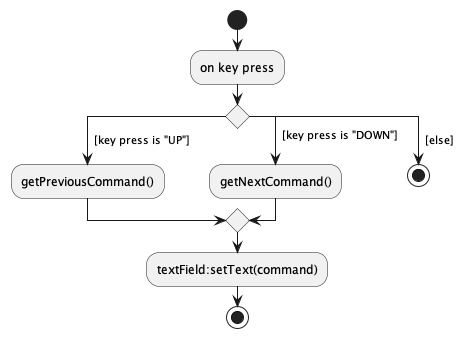 on key press
[key press is "UP"]
[key press is "DOWN"]
[else]
getPreviousCommand()
getNextCommand()
textField:setText(command)